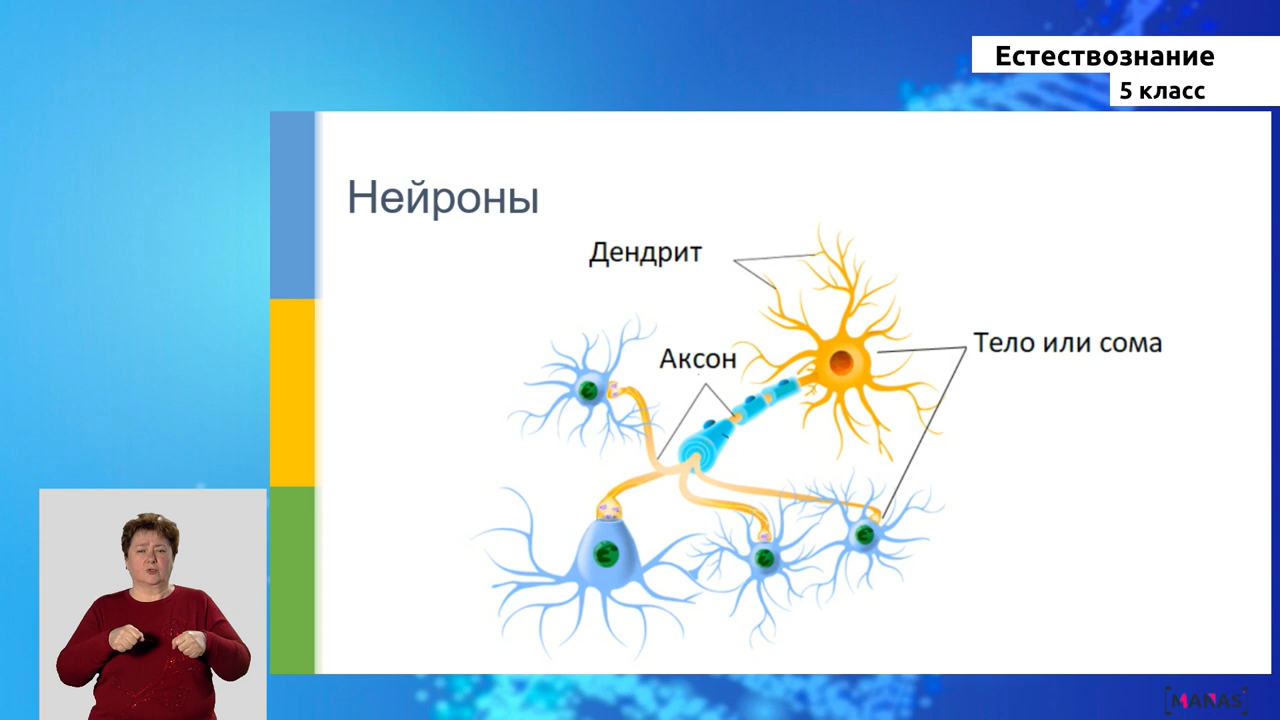 Естествознание
5 класс
Нейроны
Дендрит
Аксон
Тело или сома
MANAS